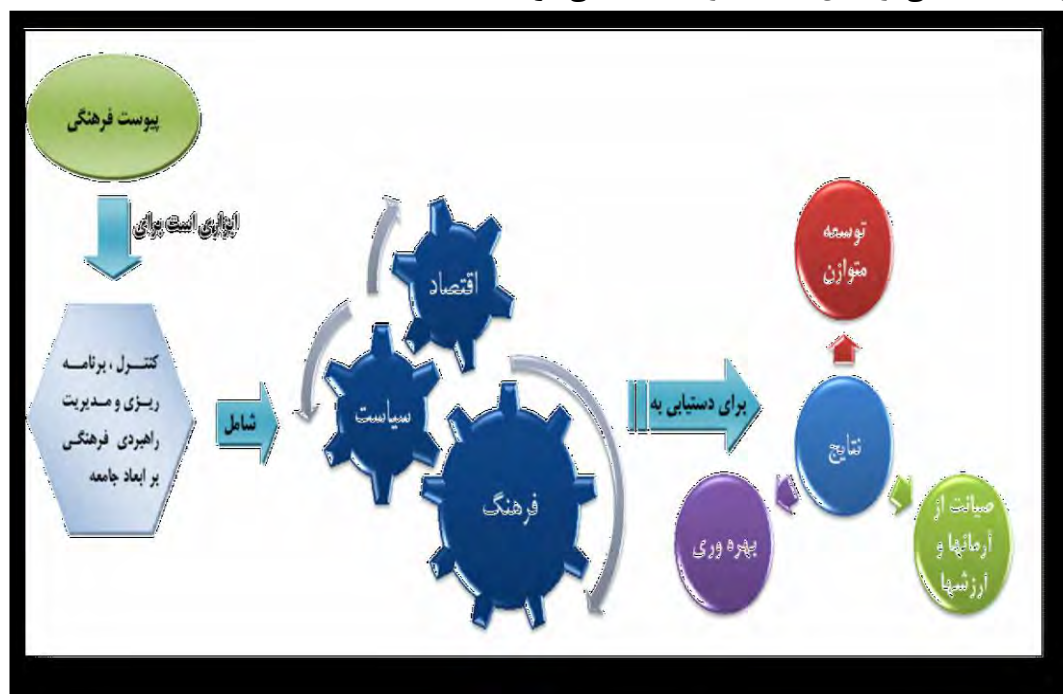 پیوست فرهنگی
ابزاری است برای
کنترل ، برنامه
ریزی و مدیریت
راهبردی فرهنگی
بر ابعاد جامعه
شامل
اقتصاد
سیاست
فرهنگ
برای دستیابی به
نتایج
توسعه
متوازن
بهره وری
صیانت از
آرمانها و
ارزشها